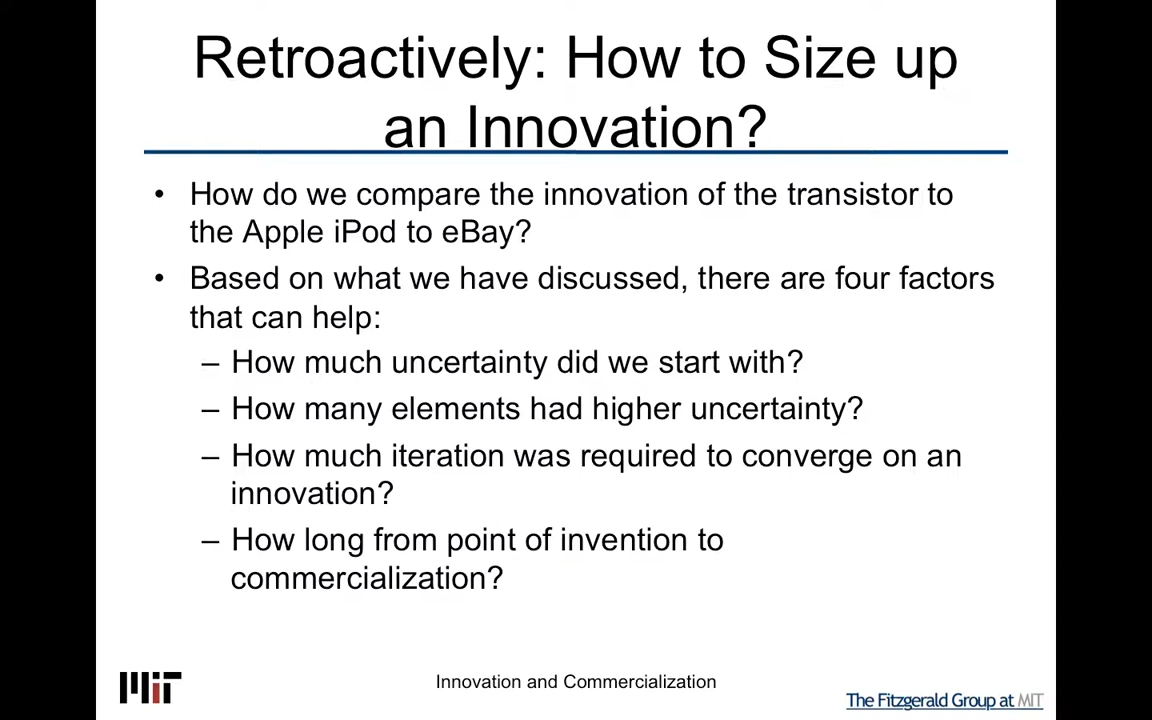 Retroactively: How to Size up
an Innovation?
• How do we compare the innovation of the transistor to
the Apple iPod to eBay?
• Based on what we have discussed, there are four factors
that can help:
– How much uncertainty did we start with?
– How many elements had higher uncertainty?
– How much iteration was required to converge on an
innovation?
– How long from point of invention to
commercialization?
MIT
Innovation and Commercialization
The Fitzgerald Group at MIT